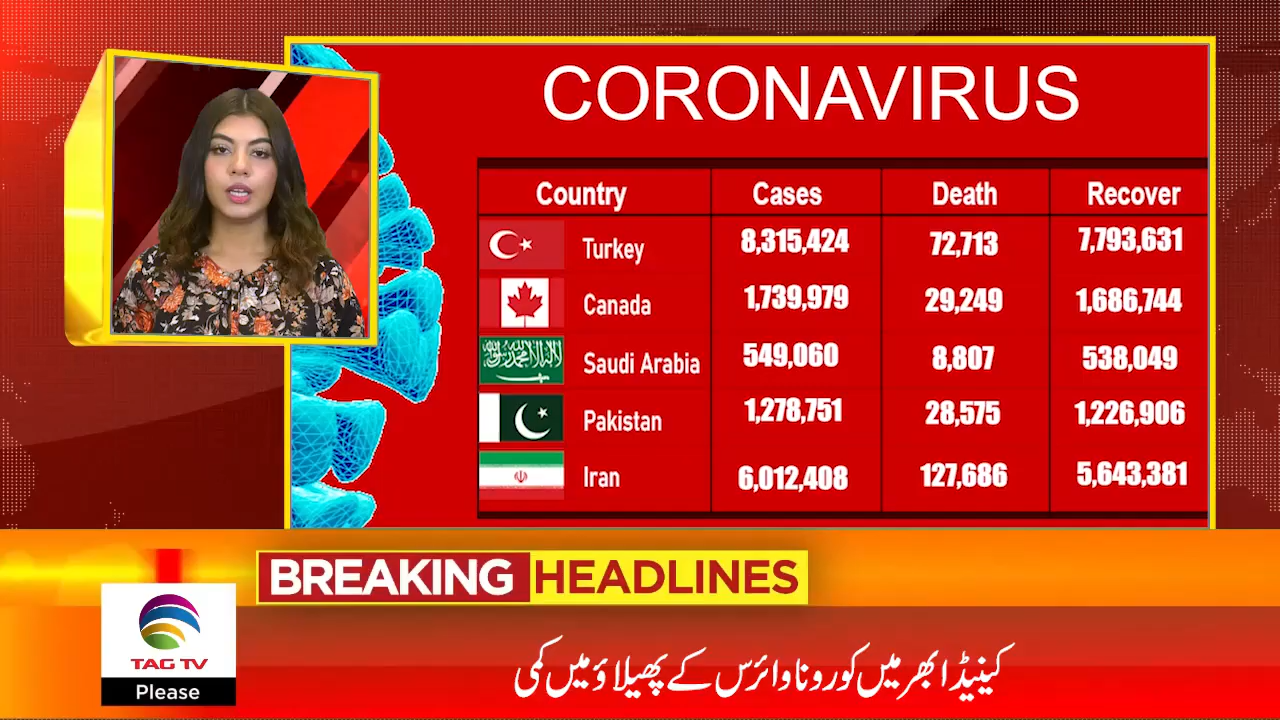 CORONAVIRUS
Country Cases Death Recover
Turkey 8,315,424 72,713 7,793,631
Canada 1,739,979 29,249 1,686,744
Saudi Arabia 549,060 8,807 538,049
Pakistan 1,278,751 28,575 1,226,906
Iran 6,012,408 127,686 5,643,381
BREAKING HEADLINES
TAG TV
Please
کینیڈا بھر میں کورونا وائرس کے پھیلاؤ میں کمی